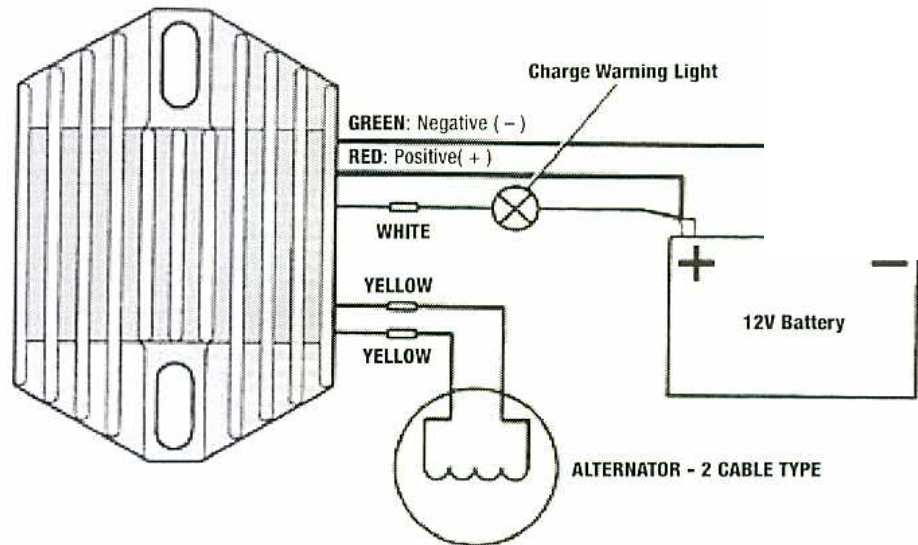 Charge Warning Light
GREEN: Negative ( – )
RED: Positive( + )
WHITE
YELLOW
YELLOW
+ –
12V Battery
ALTERNATOR - 2 CABLE TYPE